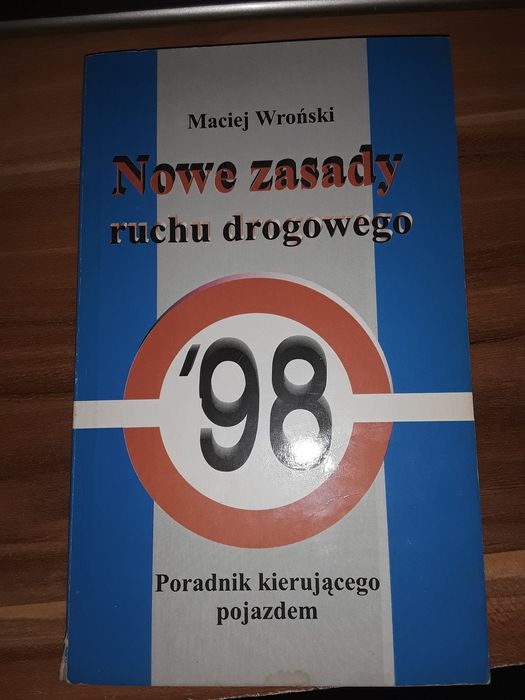 Maciej Wroński
Nowe zasady
ruchu drogowego
'98
Poradnik kierującego
pojazdem